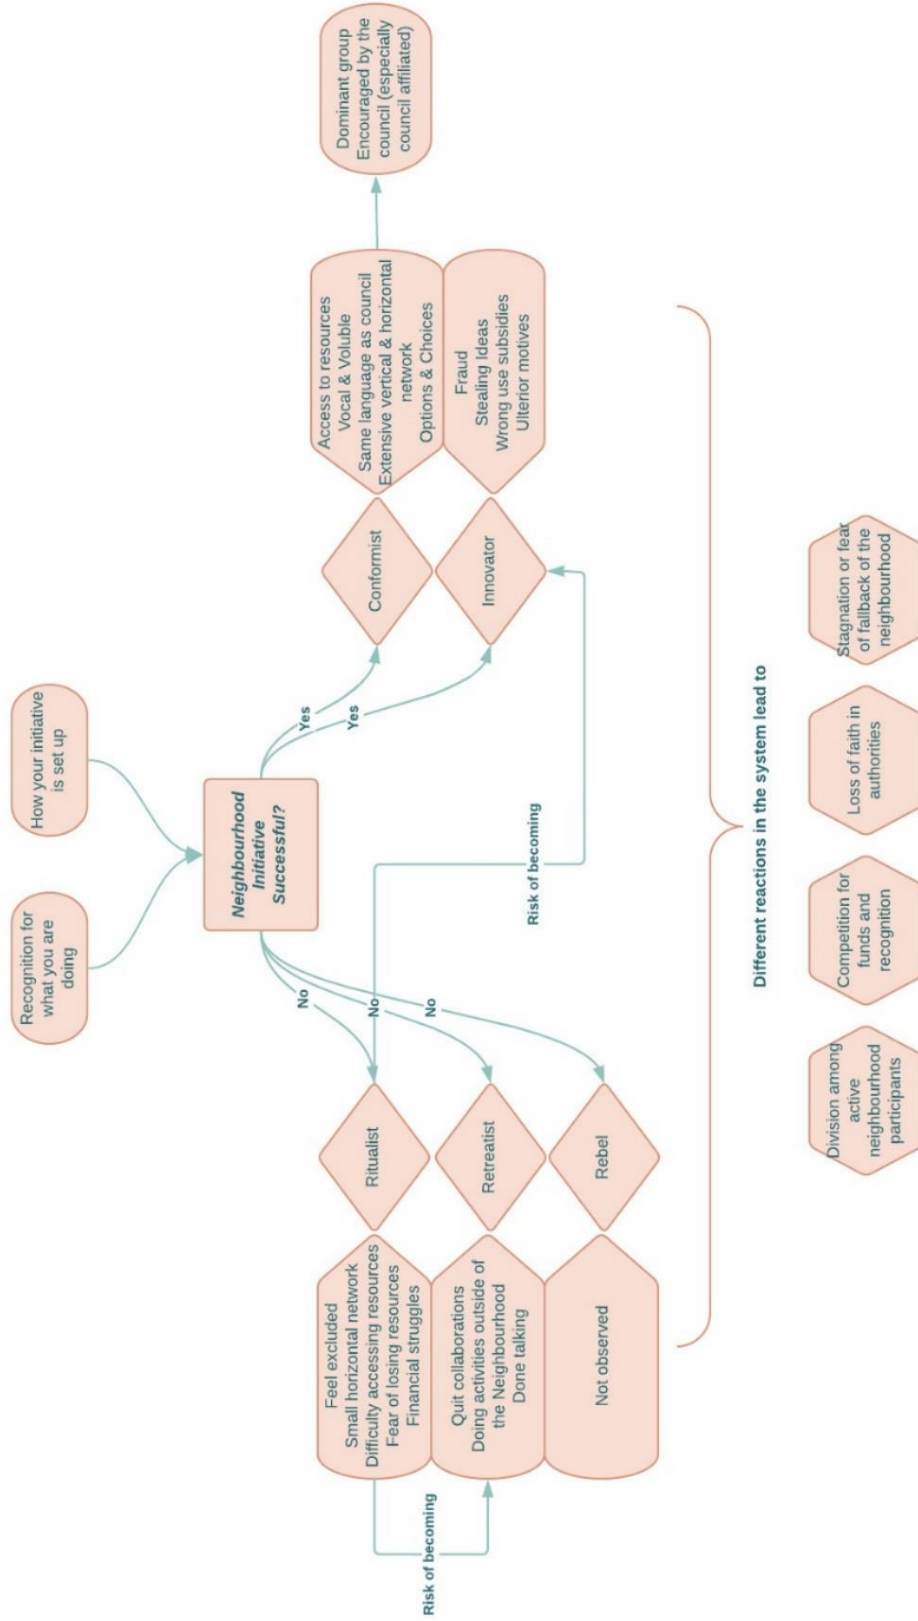 Recognition for
what you are
doing
How your initiative
is set up
Neighbourhood
Initiative
Successful?
No
No
No
Yes
Yes
Feel excluded
Small horizontal network
Difficulty accessing resources
Fear of losing resources
Financial struggles
Ritualist
Conformist
Access to resources
Vocal & Voluble
Same language as council
Extensive vertical & horizontal
network
Options & Choices
Dominant group
Encouraged by the
council (especially
council affiliated)
Risk of becoming
Quit collaborations
Doing activities outside of
the Neighbourhood
Done talking
Retreatist
Innovator
Fraud
Stealing Ideas
Wrong use subsidies
Ulterior motives
Risk of becoming
Not observed
Rebel
Different reactions in the system lead to
Division among
active
neighbourhood
participants
Competition for
funds and
recognition
Loss of faith in
authorities
Stagnation or fear
of fallback of the
neighbourhood